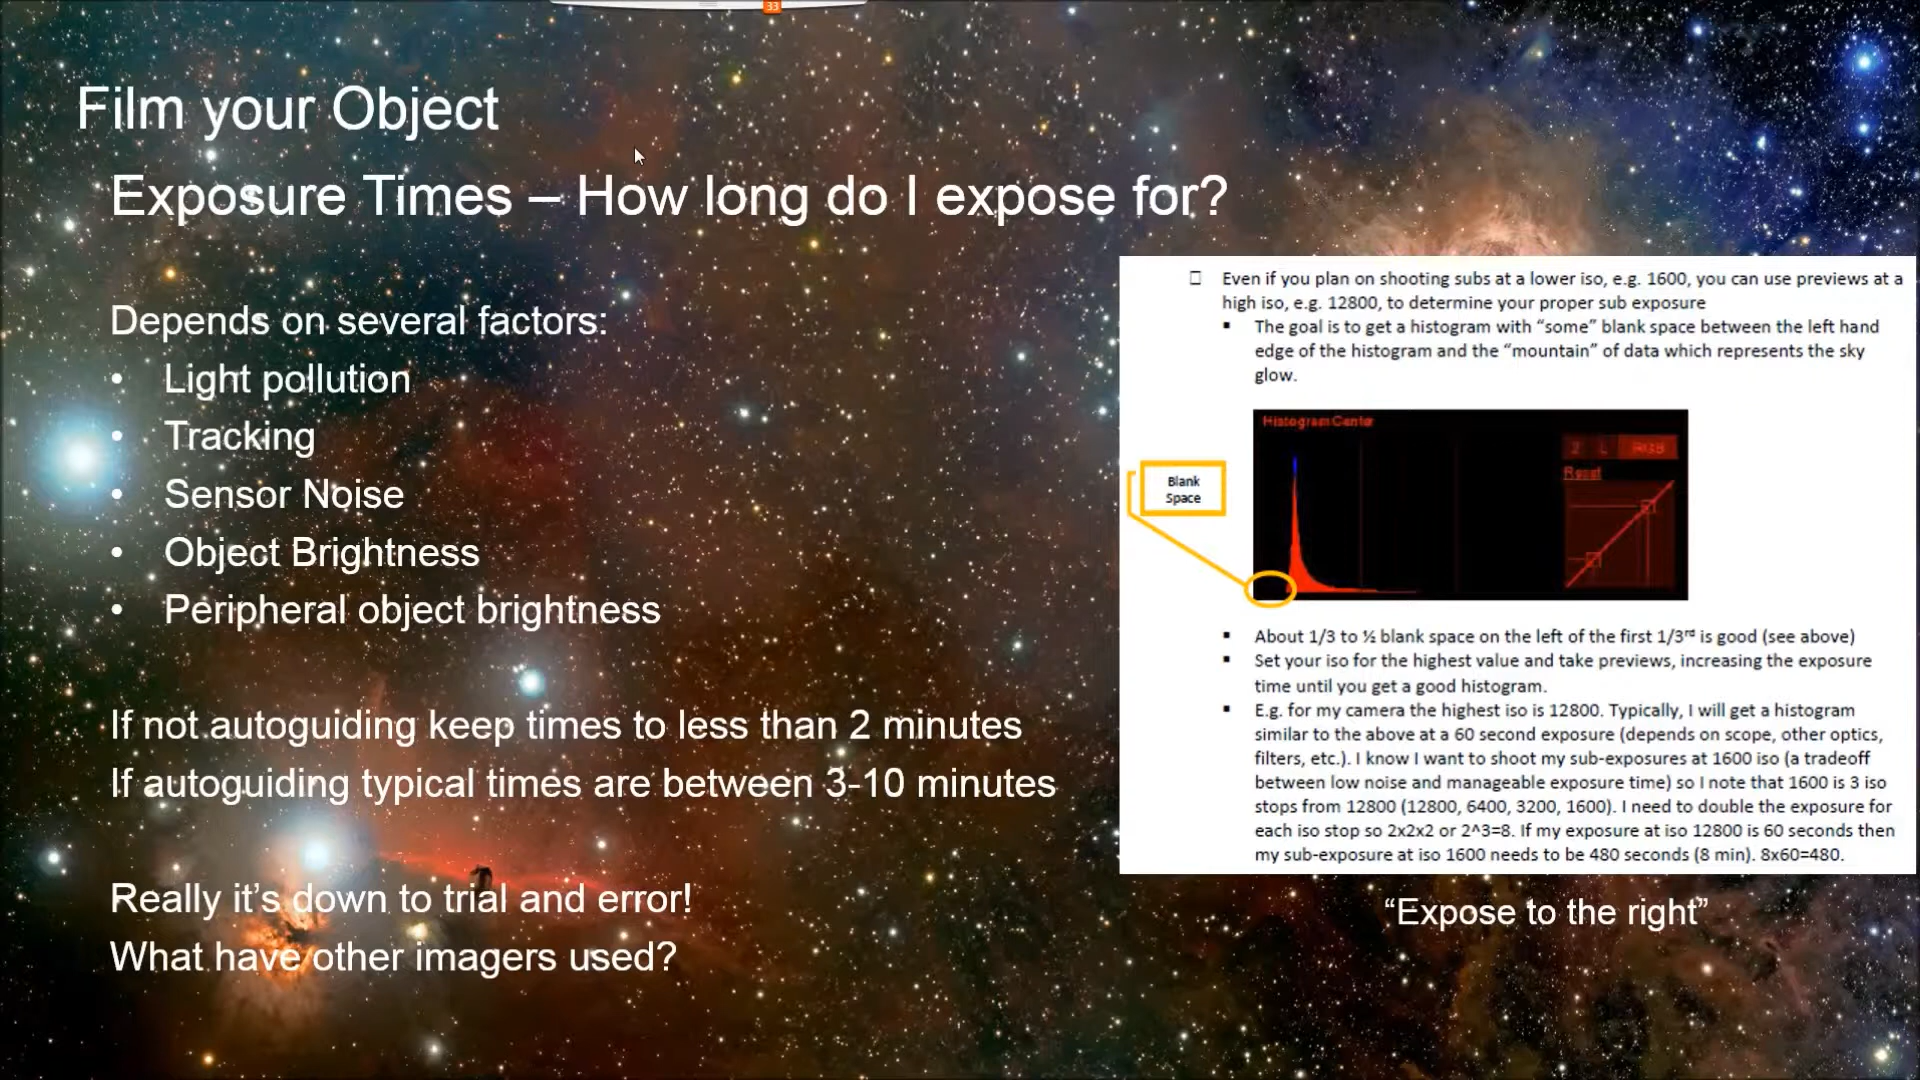 33
Film your Object
Exposure Times – How long do I expose for?
Depends on several factors:
• Light pollution
• Tracking
• Sensor Noise
• Object Brightness
• Peripheral object brightness
If not autoguiding keep times to less than 2 minutes
If autoguiding typical times are between 3-10 minutes
Really it’s down to trial and error!
What have other imagers used?
☐ Even if you plan on shooting subs at a lower iso, e.g. 1600, you can use previews at a
high iso, e.g. 12800, to determine your proper sub exposure
▪ The goal is to get a histogram with “some” blank space between the left hand
edge of the histogram and the “mountain” of data which represents the sky
glow.
Histogram Center
Z L RGB
Reset
Blank
Space
▪ About 1/3 to ½ blank space on the left of the first 1/3rd is good (see above)
▪ Set your iso for the highest value and take previews, increasing the exposure
time until you get a good histogram.
▪ E.g. for my camera the highest iso is 12800. Typically, I will get a histogram
similar to the above at a 60 second exposure (depends on scope, other optics,
filters, etc.). I know I want to shoot my sub-exposures at 1600 iso (a tradeoff
between low noise and manageable exposure time) so I note that 1600 is 3 iso
stops from 12800 (12800, 6400, 3200, 1600). I need to double the exposure for
each iso stop so 2x2x2 or 2^3=8. If my exposure at iso 12800 is 60 seconds then
my sub-exposure at iso 1600 needs to be 480 seconds (8 min). 8x60=480.
“Expose to the right”